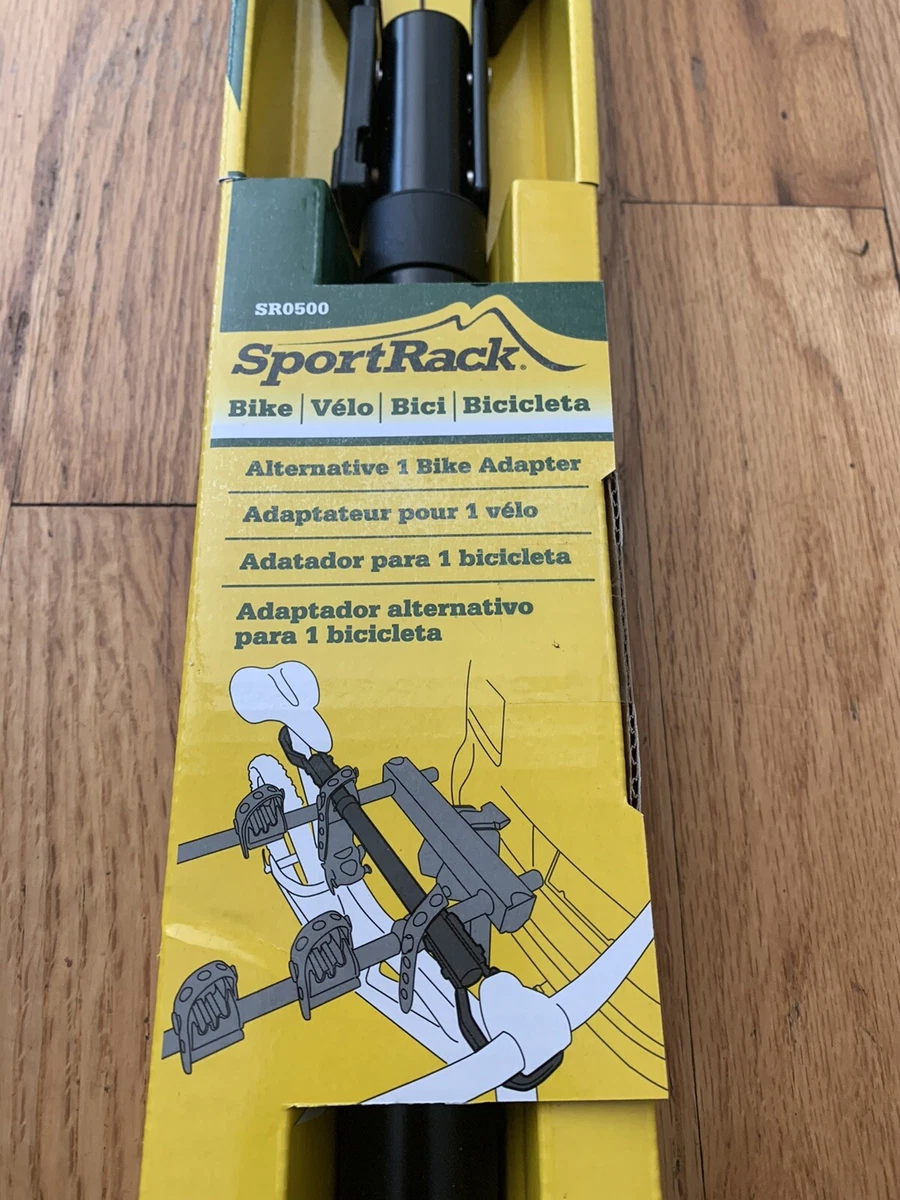 SR0500
SportRack®
Bike | Vélo | Bici | Bicicleta
Alternative 1 Bike Adapter
Adaptateur pour 1 vélo
Adatador para 1 bicicleta
Adaptador alternativo
para 1 bicicleta